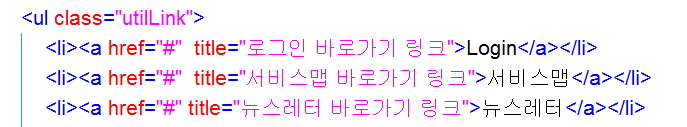 <ul class="utilLink">
<li><a href="#"  title="로그인 바로가기 링크">Login</a></li>
<li><a href="#"  title="서비스맵 바로가기 링크">서비스맵</a></li>
<li><a href="#" title="뉴스레터 바로가기 링크">뉴스레터</a></li>